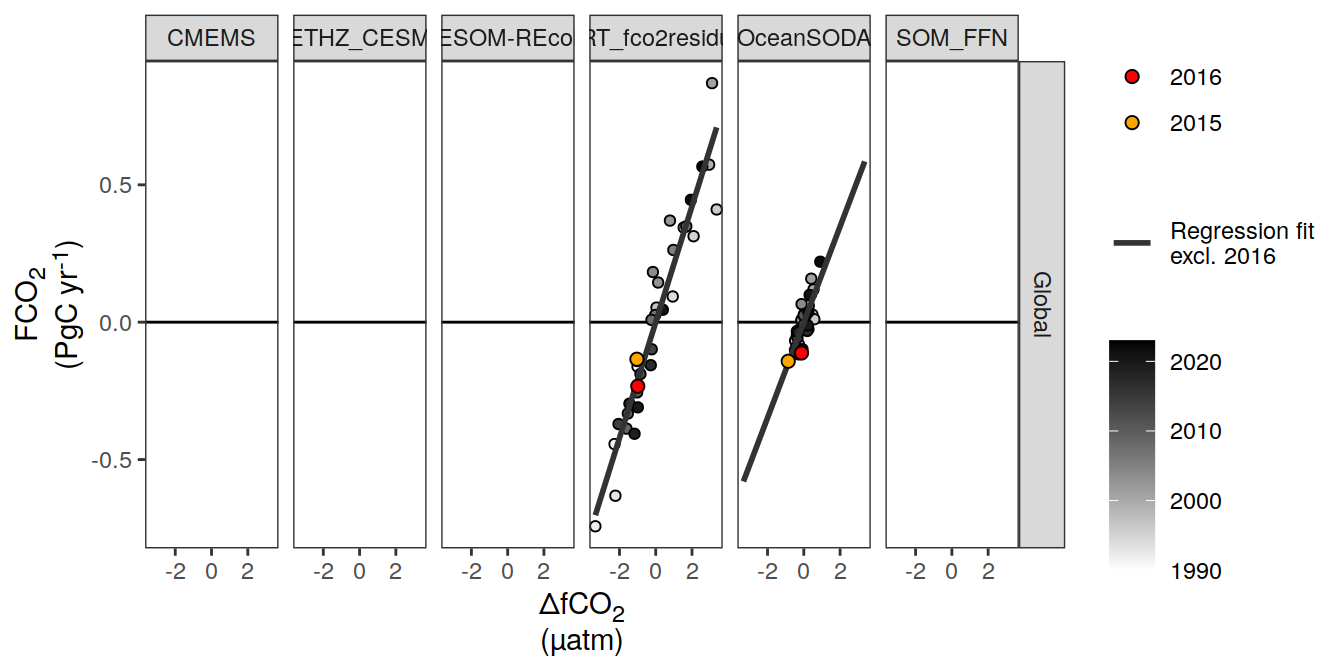 CMEMS
ETHZ_CESM
ESOM-REco
RT_fco2residu
OceanSODA
SOM_FFN
2016
2015
Regression fit
excl. 2016
Global
FCO2
(PgC yr-1)
0.5
0.0
-0.5
-2 0 2
-2 0 2
-2 0 2
-2 0 2
-2 0 2
-2 0 2
ΔfCO2
(µatm)
2020
2010
2000
1990